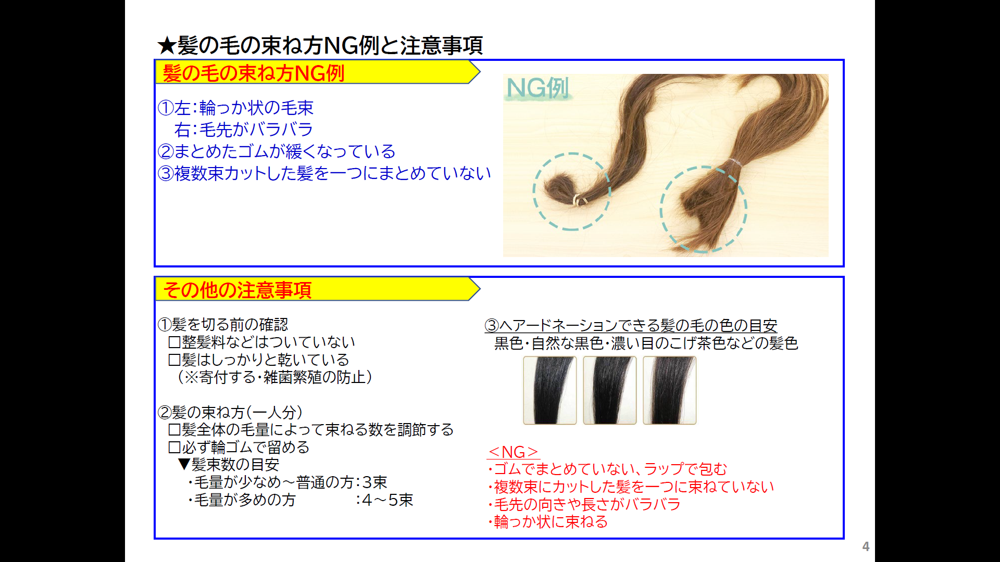 ★髪の毛の束ね方NG例と注意事項
髪の毛の束ね方NG例
①左：輪っか状の毛束
右：毛先がバラバラ
②まとめたゴムが緩くなっている
③複数束カットした髪を一つにまとめていない
NG例
その他の注意事項
①髪を切る前の確認
□整髪料などはついていない
□髪はしっかりと乾いている
（※寄付する・雑菌繁殖の防止）
②髪の束ね方（一人分）
□髪全体の毛量によって束ねる数を調節する
□必ず輪ゴムで留める
▼髪束数の目安
・毛量が少なめ～普通の方：３束
・毛量が多めの方　　　　：４～５束
③ヘアードネーションできる髪の毛の色の目安
黒色・自然な黒色・濃い目のこげ茶色などの髪色
＜NG＞
・ゴムでまとめていない、ラップで包む
・複数束にカットした髪を一つに束ねていない
・毛先の向きや長さがバラバラ
・輪っか状に束ねる
4